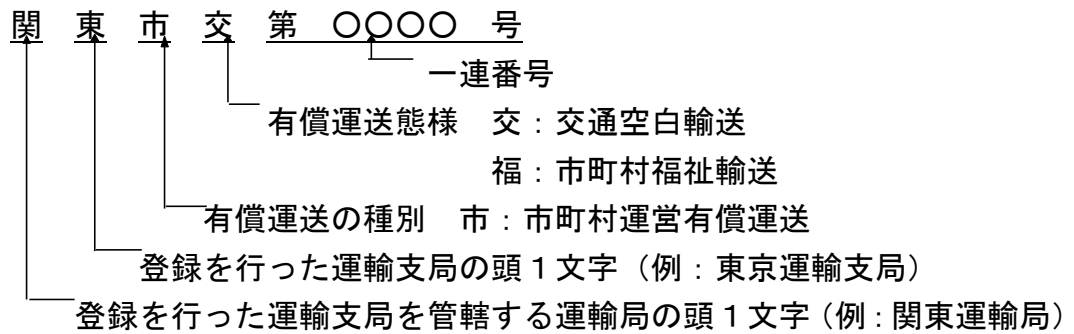 関 東 市 交 第 〇〇〇〇 号
一連番号
有償運送態様 交：交通空白輸送
福：市町村福祉輸送
有償運送の種別 市：市町村運営有償運送
登録を行った運輸支局の頭１文字（例：東京運輸支局）
登録を行った運輸支局を管轄する運輸局の頭１文字（例：関東運輸局）